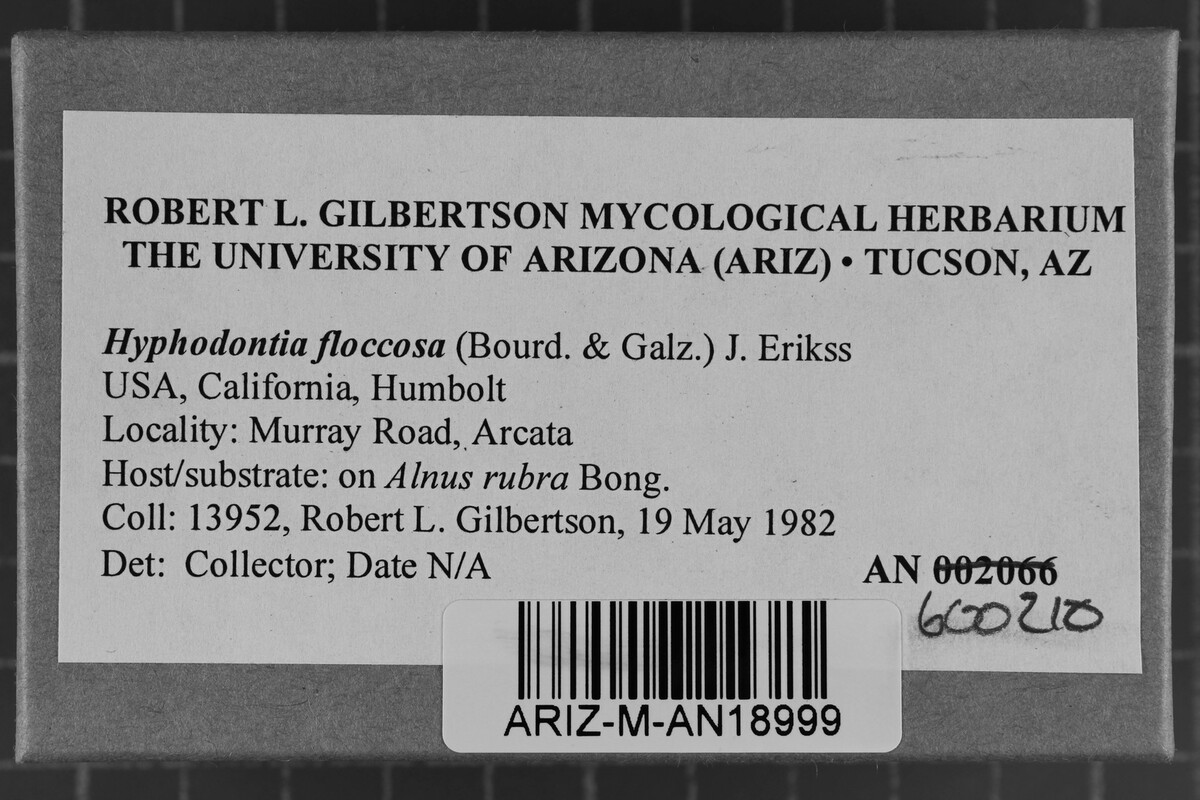 ROBERT L. GILBERTSON MYCOLOGICAL HERBARIUM
THE UNIVERSITY OF ARIZONA (ARIZ) • TUCSON, AZ
Hyphodontia floccosa (Bourd. & Galz.) J. Erikss
USA, California, Humbolt
Locality: Murray Road, Arcata
Host/substrate: on Alnus rubra Bong.
Coll: 13952, Robert L. Gilbertson, 19 May 1982
Det: Collector; Date N/A
AN 002066
600210
ARIZ-M-AN18999